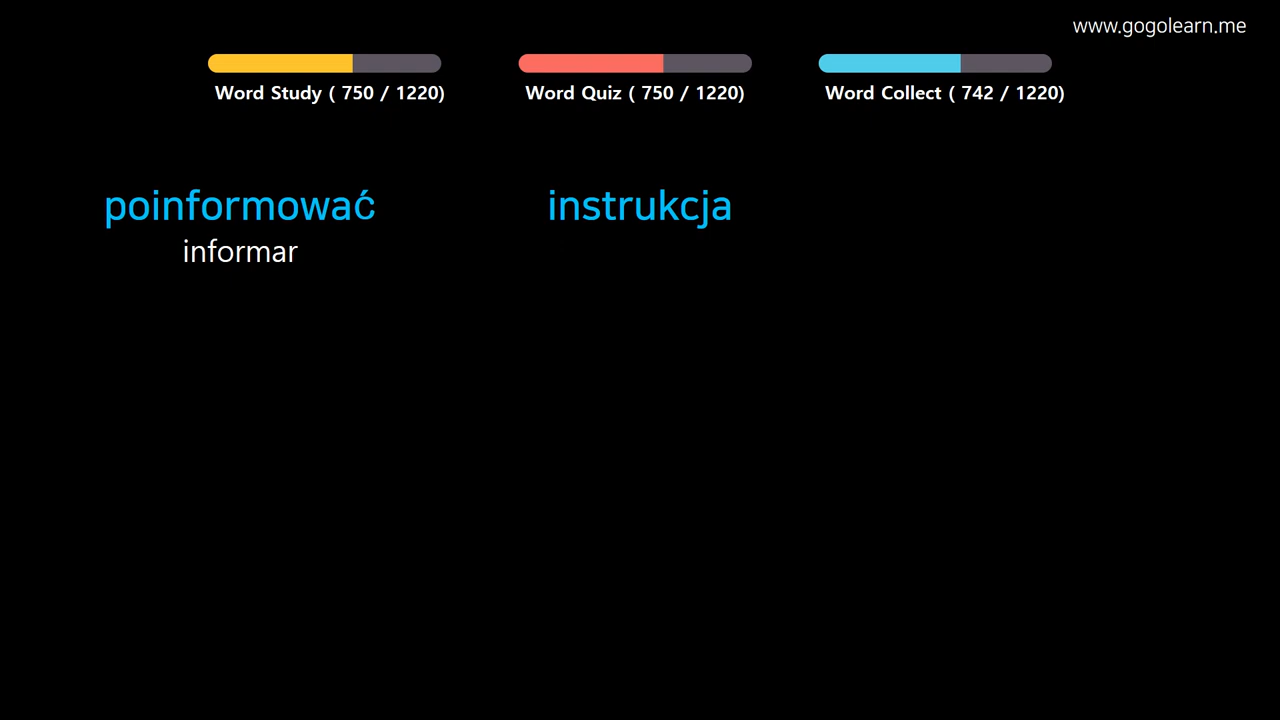 www.gogolearn.me
Word Study ( 750 / 1220)
Word Quiz ( 750 / 1220)
Word Collect ( 742 / 1220)
poinformować
informar
instrukcja